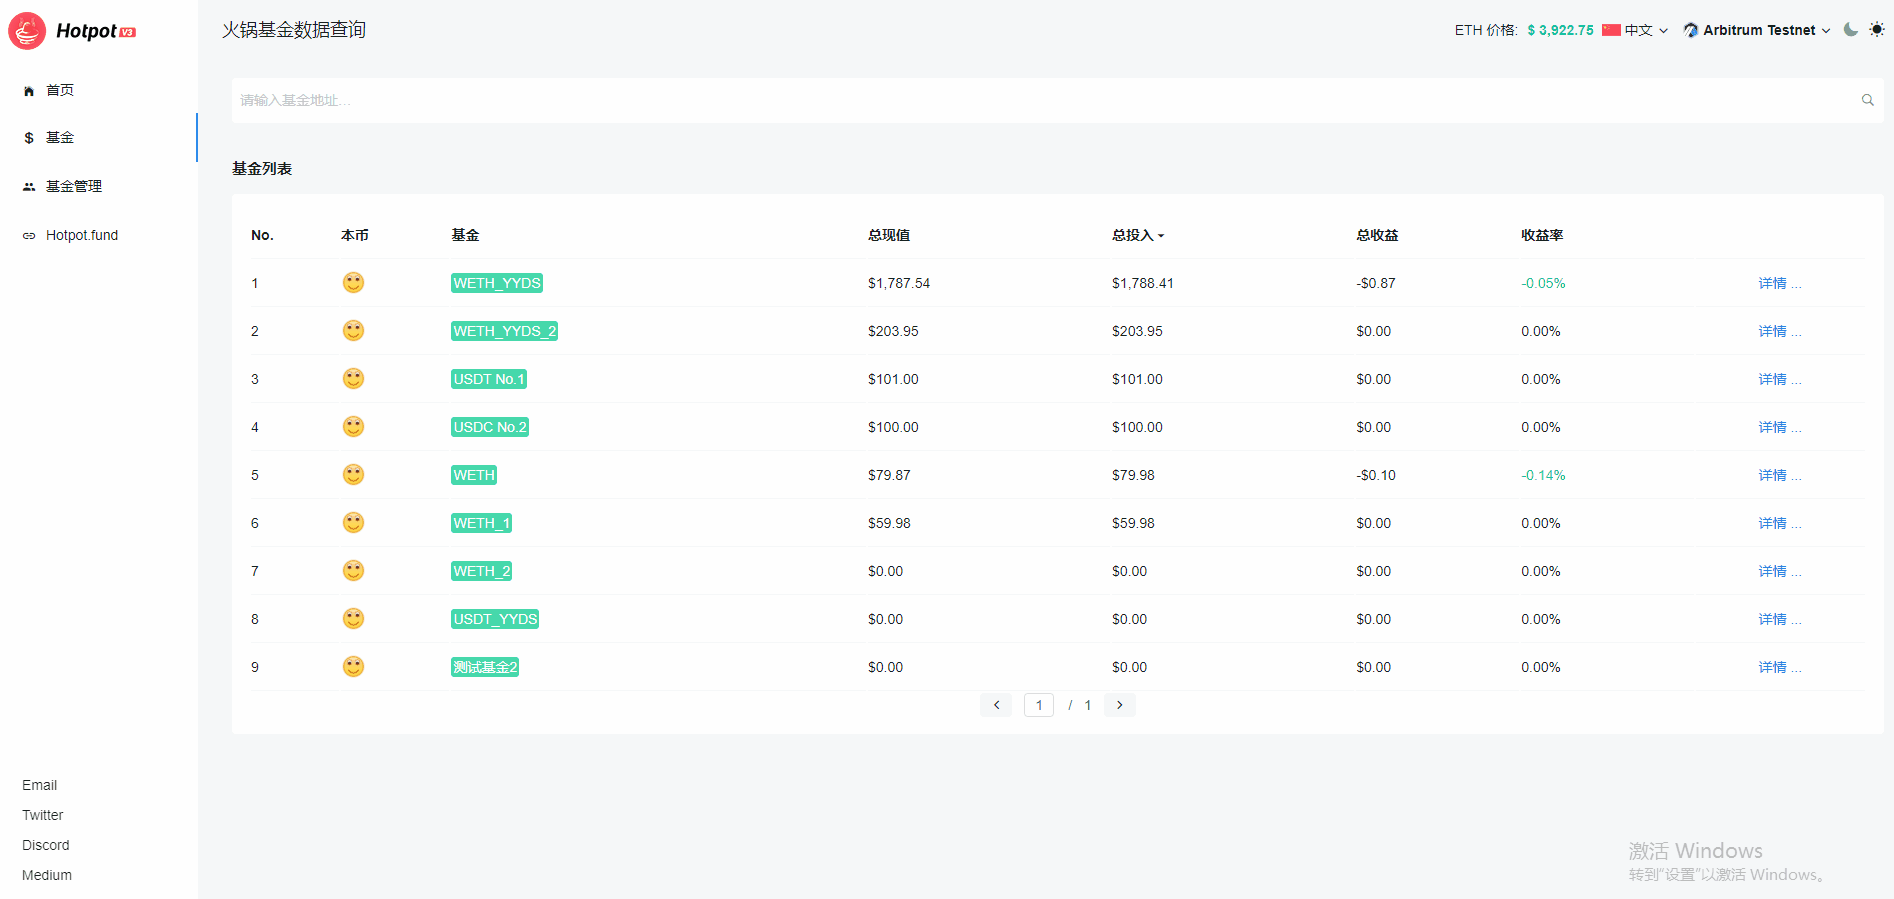 Hotpot V3
火锅基金数据查询
ETH 价格: $ 3,922.75 中文 Arbitrum Testnet
首页
基金
基金管理
Hotpot.fund
请输入基金地址...
基金列表
No. 本币 基金 总现值 总投入 总收益 收益率
1 WETH_YYDS $1,787.54 $1,788.41 -$0.87 -0.05% 详情 ...
2 WETH_YYDS_2 $203.95 $203.95 $0.00 0.00% 详情 ...
3 USDT No.1 $101.00 $101.00 $0.00 0.00% 详情 ...
4 USDC No.2 $100.00 $100.00 $0.00 0.00% 详情 ...
5 WETH $79.87 $79.98 -$0.10 -0.14% 详情 ...
6 WETH_1 $59.98 $59.98 $0.00 0.00% 详情 ...
7 WETH_2 $0.00 $0.00 $0.00 0.00% 详情 ...
8 USDT_YYDS $0.00 $0.00 $0.00 0.00% 详情 ...
9 测试基金2 $0.00 $0.00 $0.00 0.00% 详情 ...
1 / 1
Email
Twitter
Discord
Medium
激活 Windows
转到“设置”以激活 Windows。